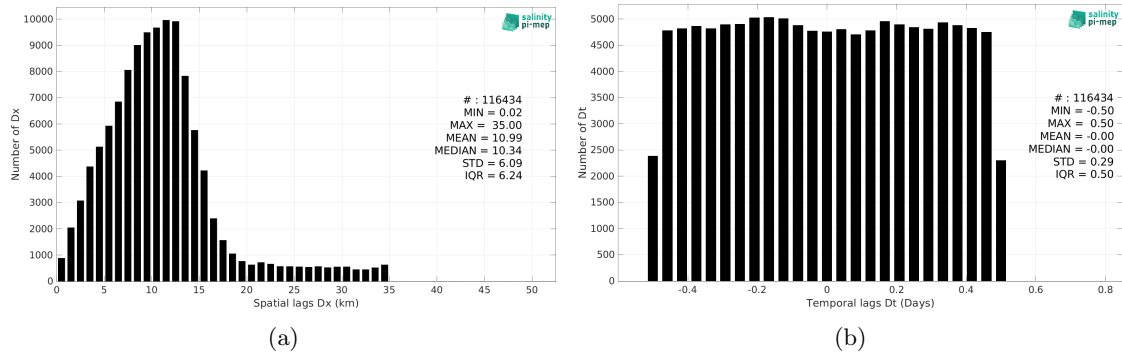 10000
9000
8000
7000
6000
5000
4000
3000
2000
1000
0
Number of Dx
salinity
pi-mep
# : 116434
MIN = 0.02
MAX = 35.00
MEAN = 10.99
MEDIAN = 10.34
STD = 6.09
IQR = 6.24
0 5 10 15 20 25 30 35 40 45 50
Spatial lags Dx (km)
(a)
5000
4500
4000
3500
3000
2500
2000
1500
1000
500
0
Number of Dt
salinity
pi-mep
# : 116434
MIN = -0.50
MAX = 0.50
MEAN = -0.00
MEDIAN = -0.00
STD = 0.29
IQR = 0.50
-0.4 -0.2 0 0.2 0.4 0.6 0.8
Temporal lags Dt (Days)
(b)